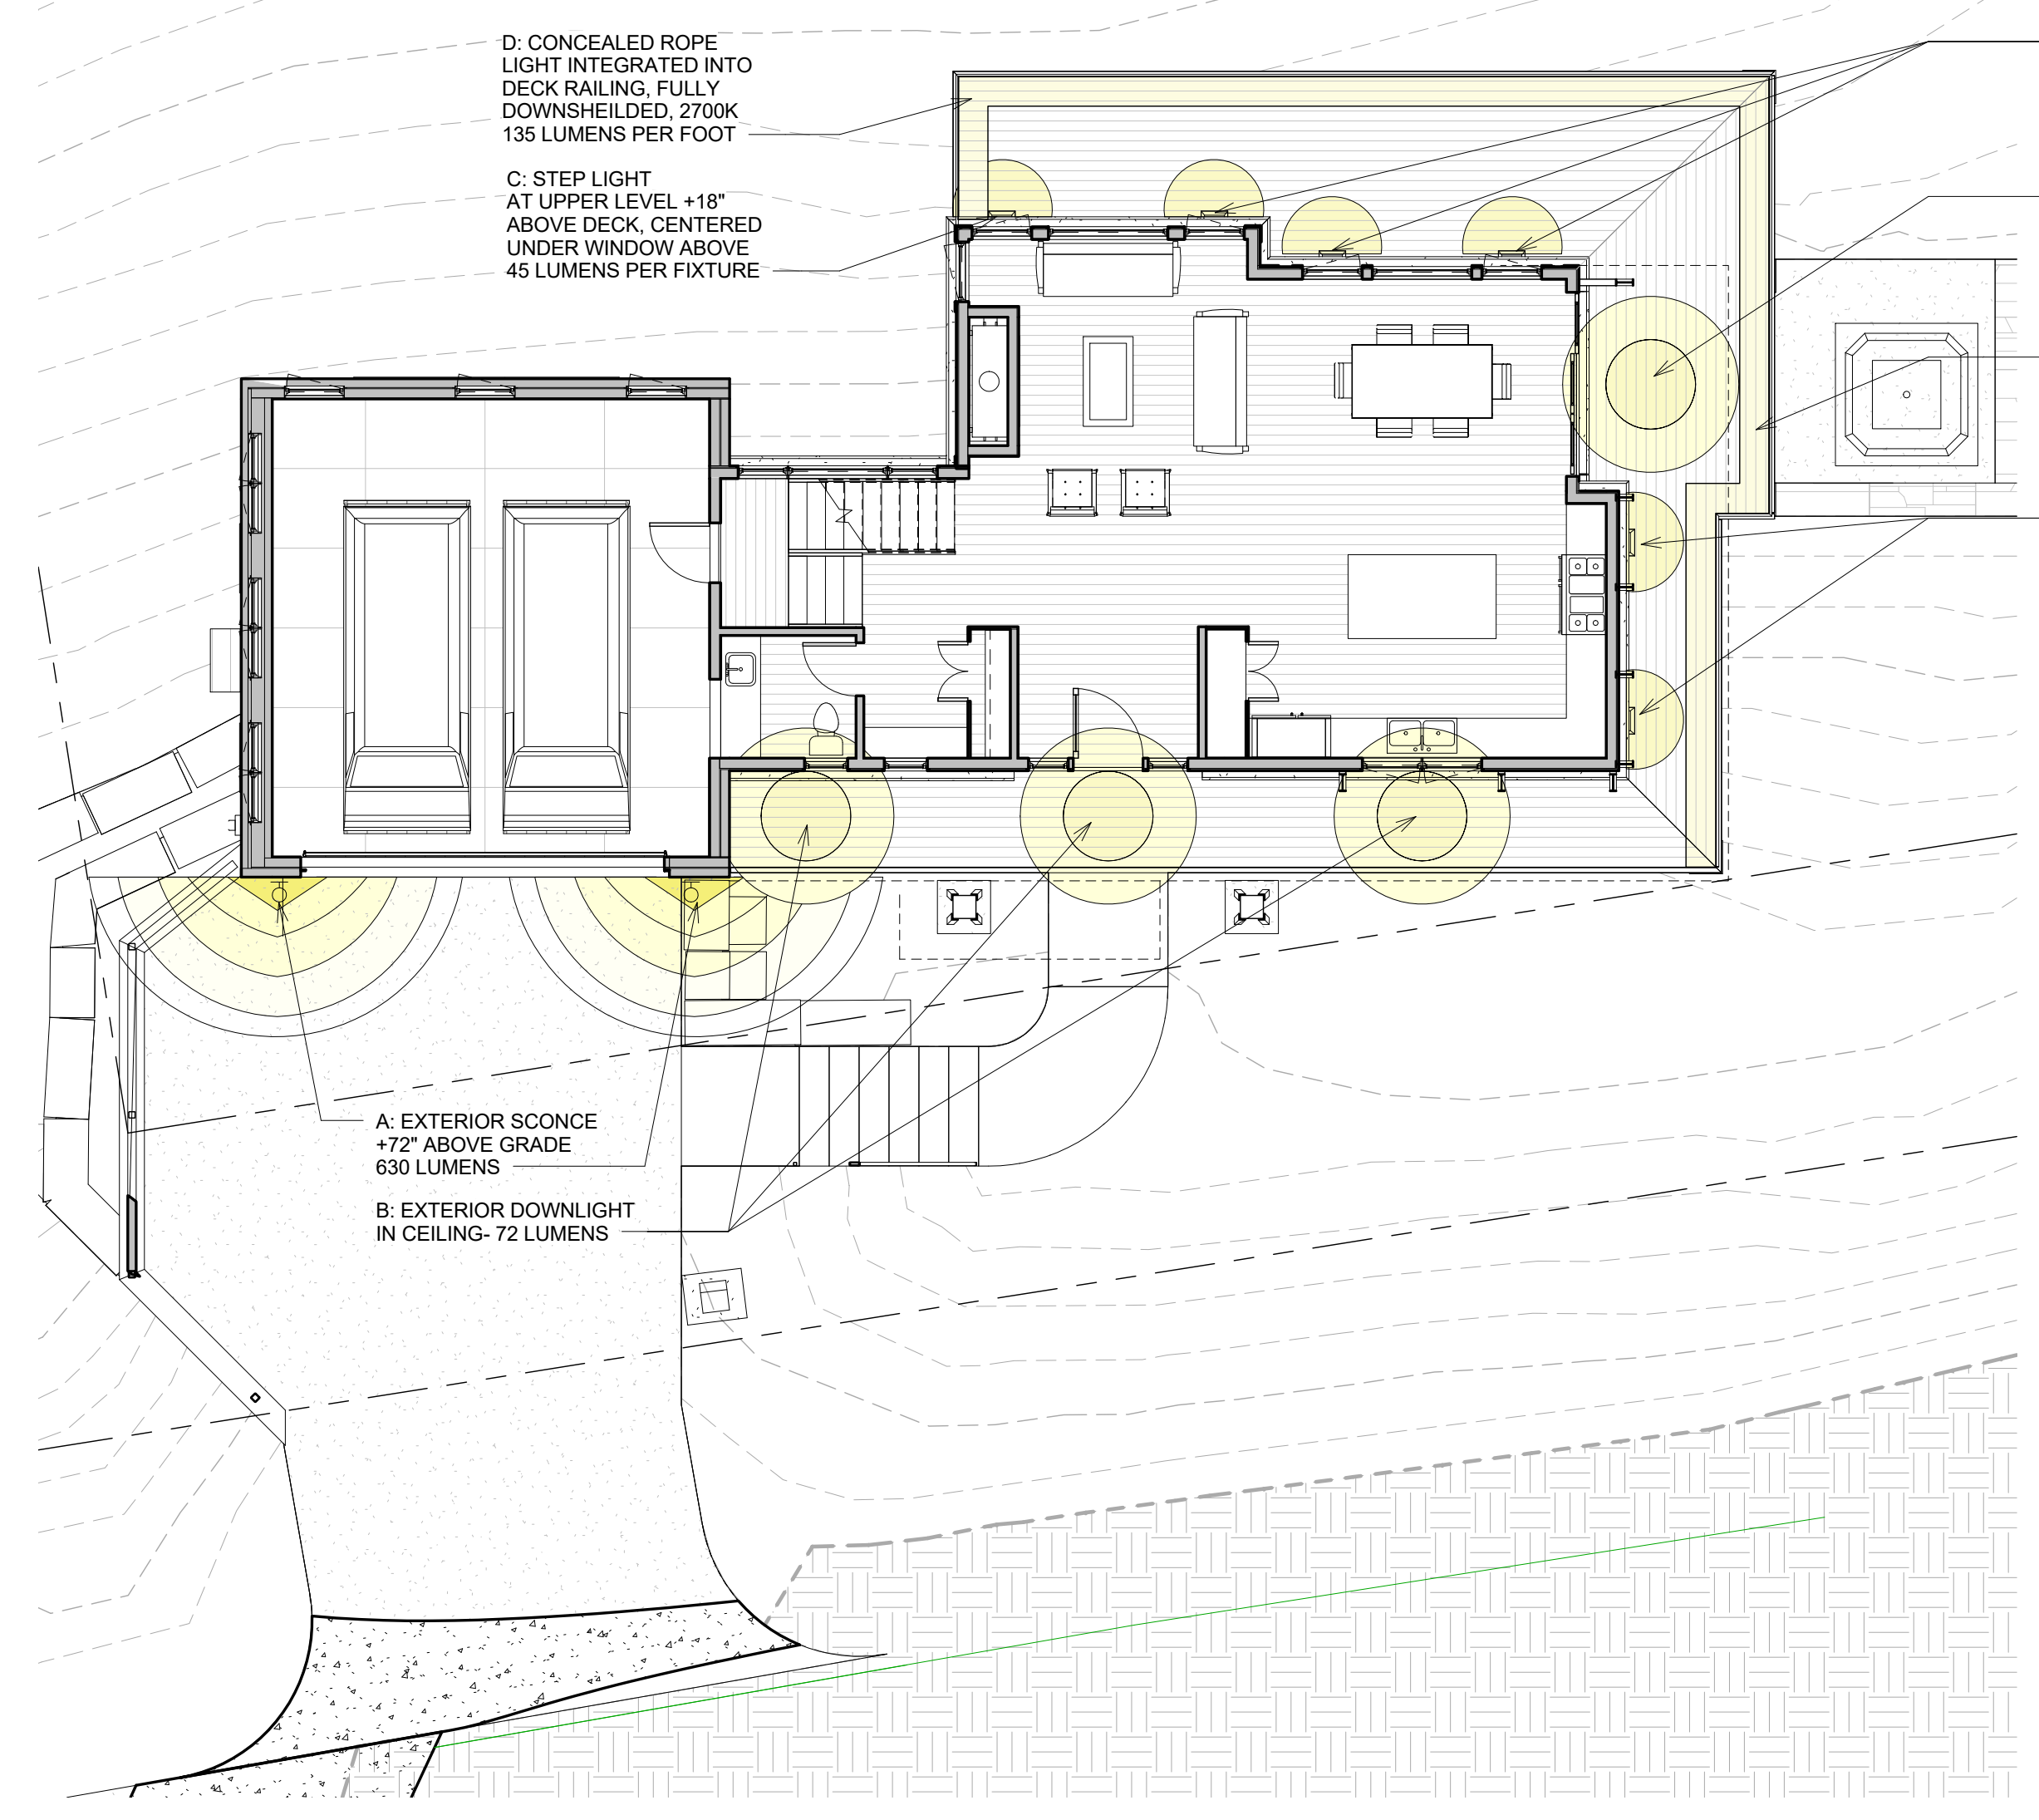 D: CONCEALED ROPE
LIGHT INTEGRATED INTO
DECK RAILING, FULLY
DOWNSHEILDED, 2700K
135 LUMENS PER FOOT
C: STEP LIGHT
AT UPPER LEVEL +18"
ABOVE DECK, CENTERED
UNDER WINDOW ABOVE
45 LUMENS PER FIXTURE
A: EXTERIOR SCONCE
+72" ABOVE GRADE
630 LUMENS
B: EXTERIOR DOWNLIGHT
IN CEILING- 72 LUMENS